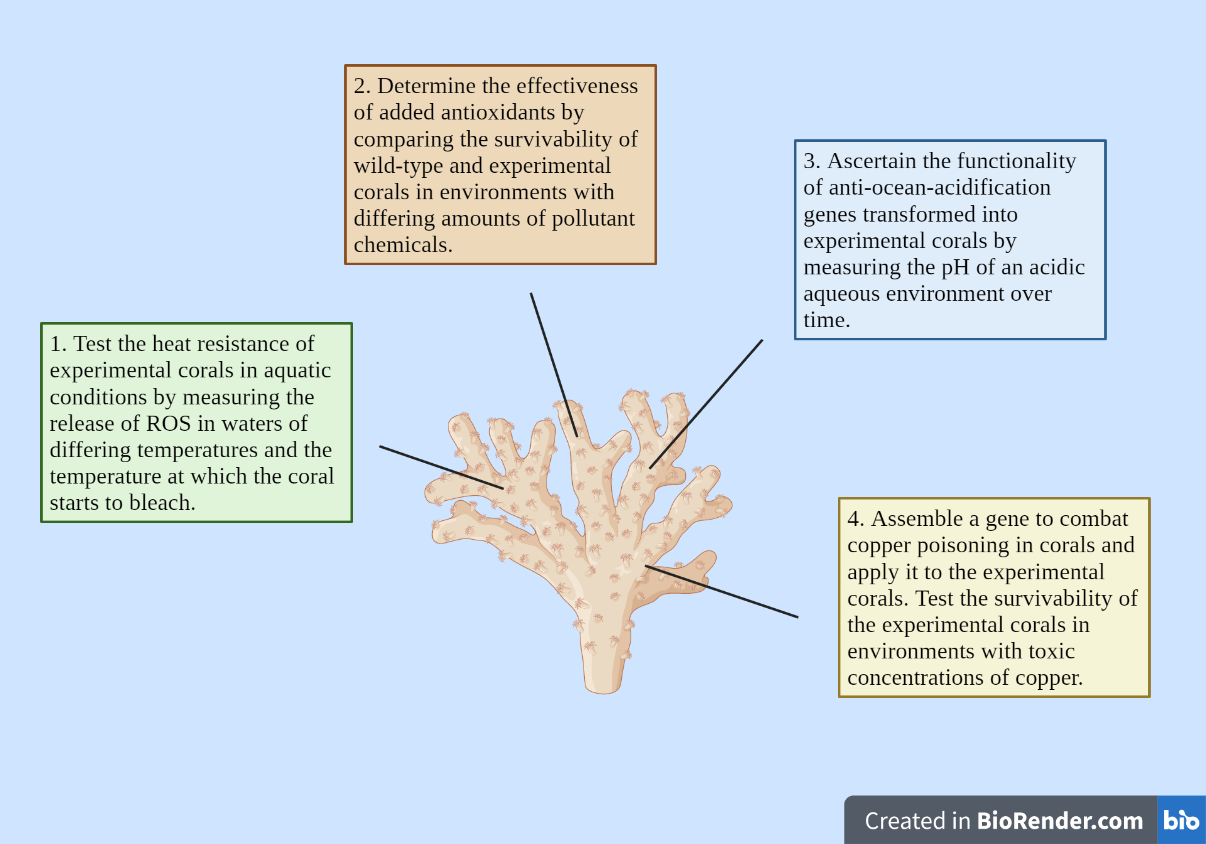 2. Determine the effectiveness
of added antioxidants by
comparing the survivability of
wild-type and experimental
corals in environments with
differing amounts of pollutant
chemicals.
3. Ascertain the functionality
of anti-ocean-acidification
genes transformed into
experimental corals by
measuring the pH of an acidic
aqueous environment over
time.
1. Test the heat resistance of
experimental corals in aquatic
conditions by measuring the
release of ROS in waters of
differing temperatures and the
temperature at which the coral
starts to bleach.
4. Assemble a gene to combat
copper poisoning in corals and
apply it to the experimental
corals. Test the survivability of
the experimental corals in
environments with toxic
concentrations of copper.
Created in BioRender.com bio